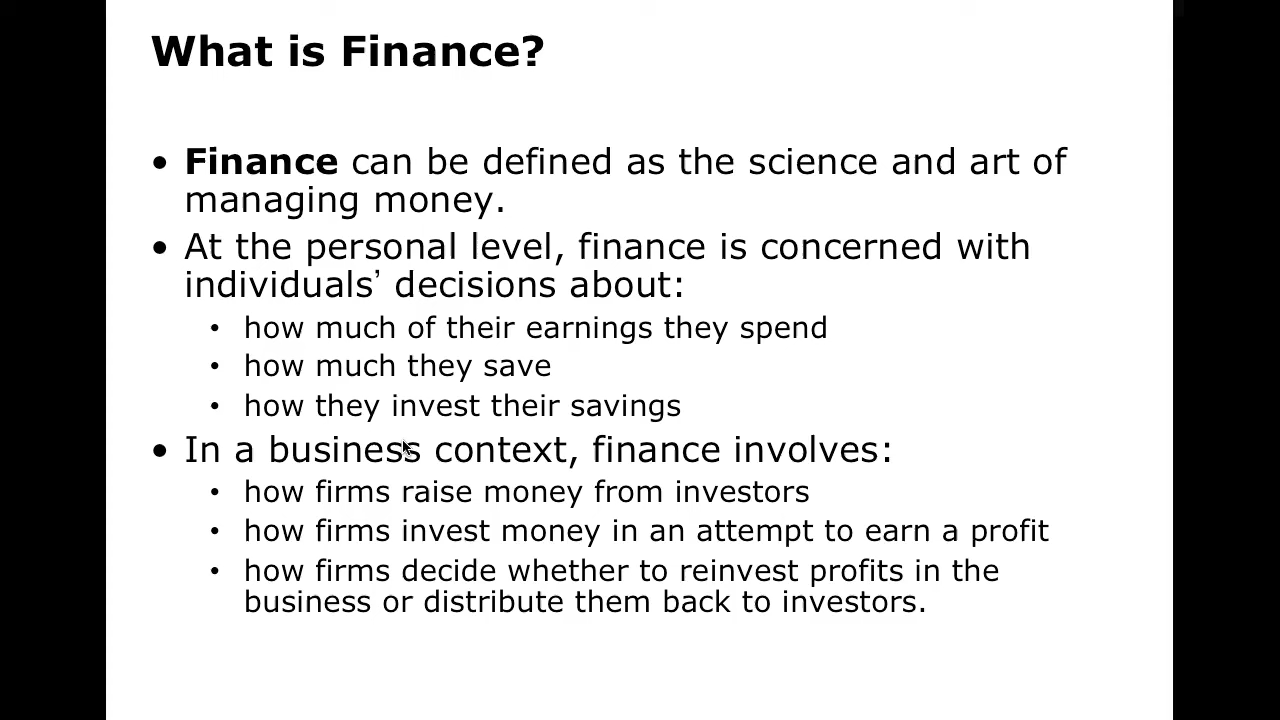 What is Finance?
• Finance can be defined as the science and art of
managing money.
• At the personal level, finance is concerned with
individuals’ decisions about:
• how much of their earnings they spend
• how much they save
• how they invest their savings
• In a business context, finance involves:
• how firms raise money from investors
• how firms invest money in an attempt to earn a profit
• how firms decide whether to reinvest profits in the
business or distribute them back to investors.